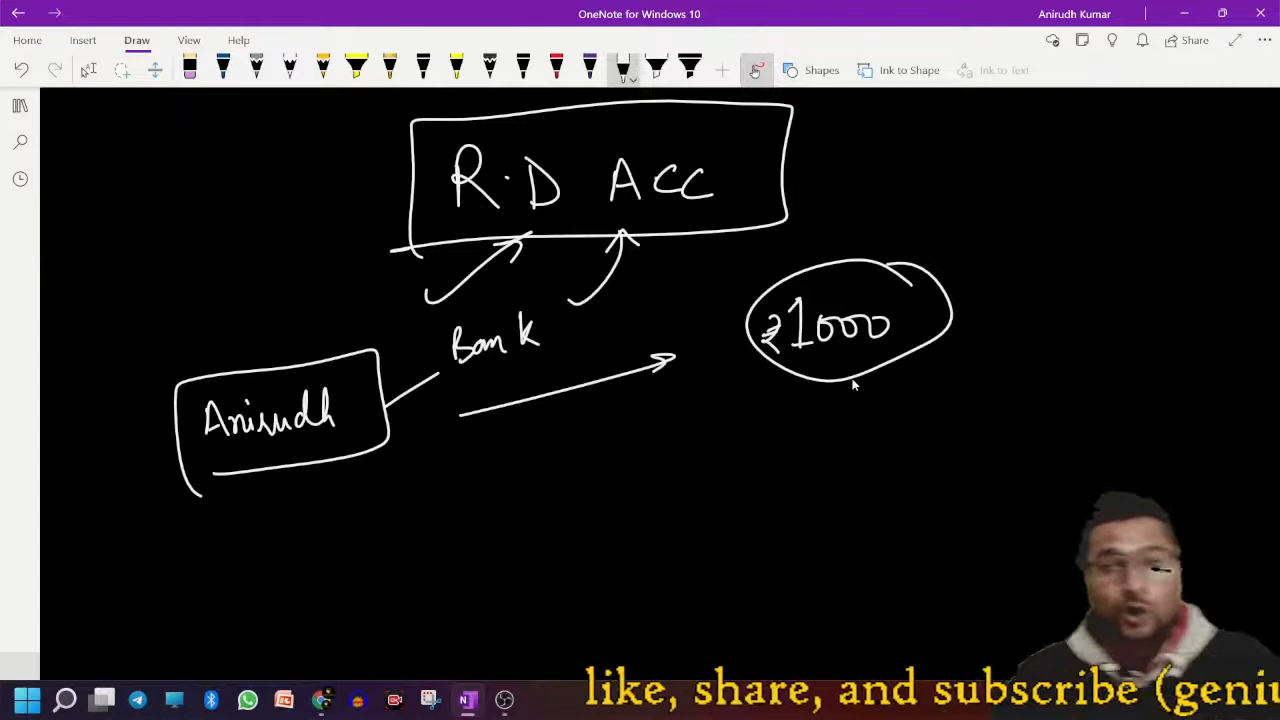 OneNote for Windows 10
Anirudh Kumar
Home Insert Draw View Help
Share
Shapes
Ink to Shape
Ink to Text
R.D ACC
Bank
₹1000
Anirudh
like, share, and subscribe (geniu